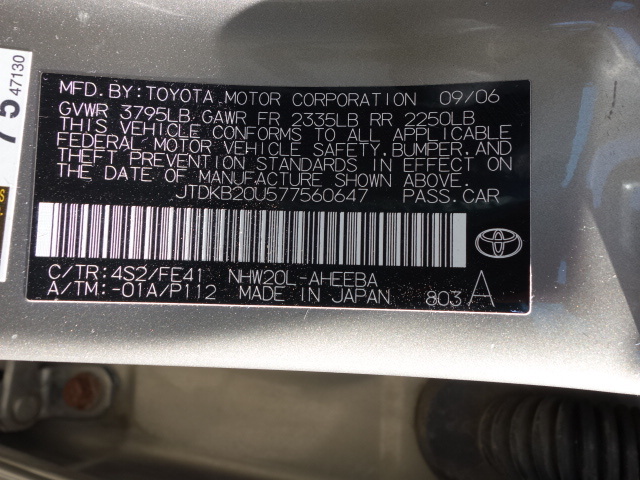 MFD. BY: TOYOTA MOTOR CORPORATION 09/06
GVWR 3795LB GAWR FR 2335LB RR 2250LB
THIS VEHICLE CONFORMS TO ALL APPLICABLE
FEDERAL MOTOR VEHICLE SAFETY, BUMPER, AND
THEFT PREVENTION STANDARDS IN EFFECT ON
THE DATE OF MANUFACTURE SHOWN ABOVE.
JTDKB20U577560647 PASS. CAR
C/TR: 4S2/FE41 NHW20L-AHEEBA
A/TM: -01A/P112 MADE IN JAPAN 803 A
75
47130